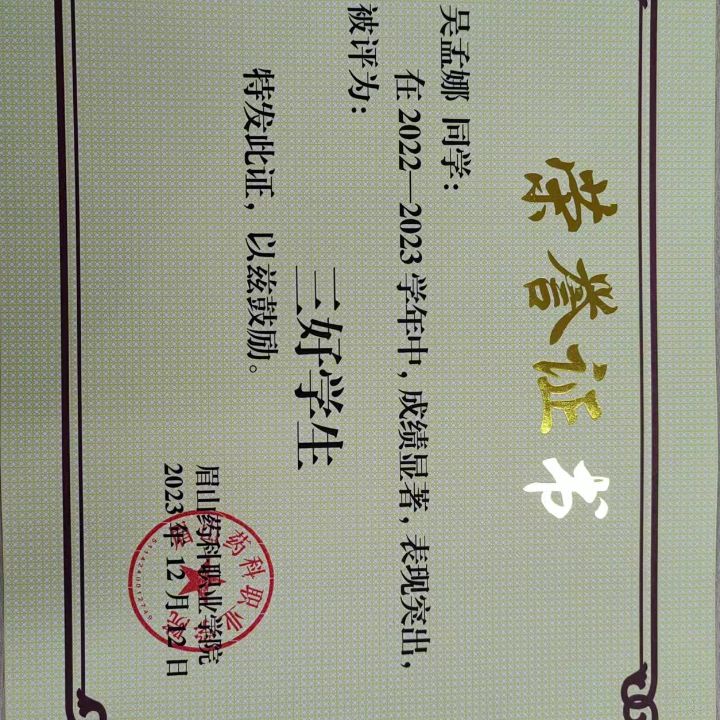 荣誉证书
吴孟娜 同学：
在2022—2023学年中，成绩显著，表现突出，
被评为：
三好学生
特发此证，以兹鼓励。
眉山药科职业学院
2023年12月12日